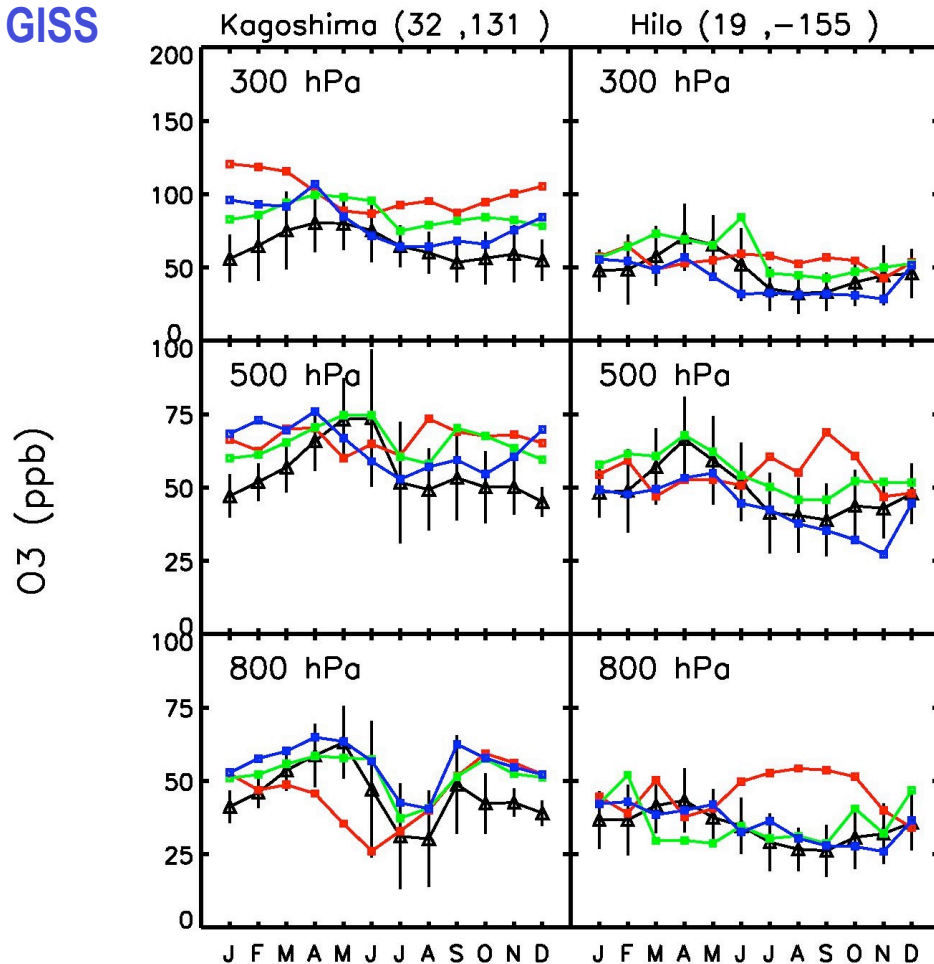 GISS
Kagoshima (32 ,131 )
Hilo (19 ,−155 )
O3 (ppb)
200
150
100
50
0
300 hPa
300 hPa
100
75
50
25
0
500 hPa
500 hPa
100
75
50
25
0
800 hPa
800 hPa
J F M A M J J A S O N D
J F M A M J J A S O N D